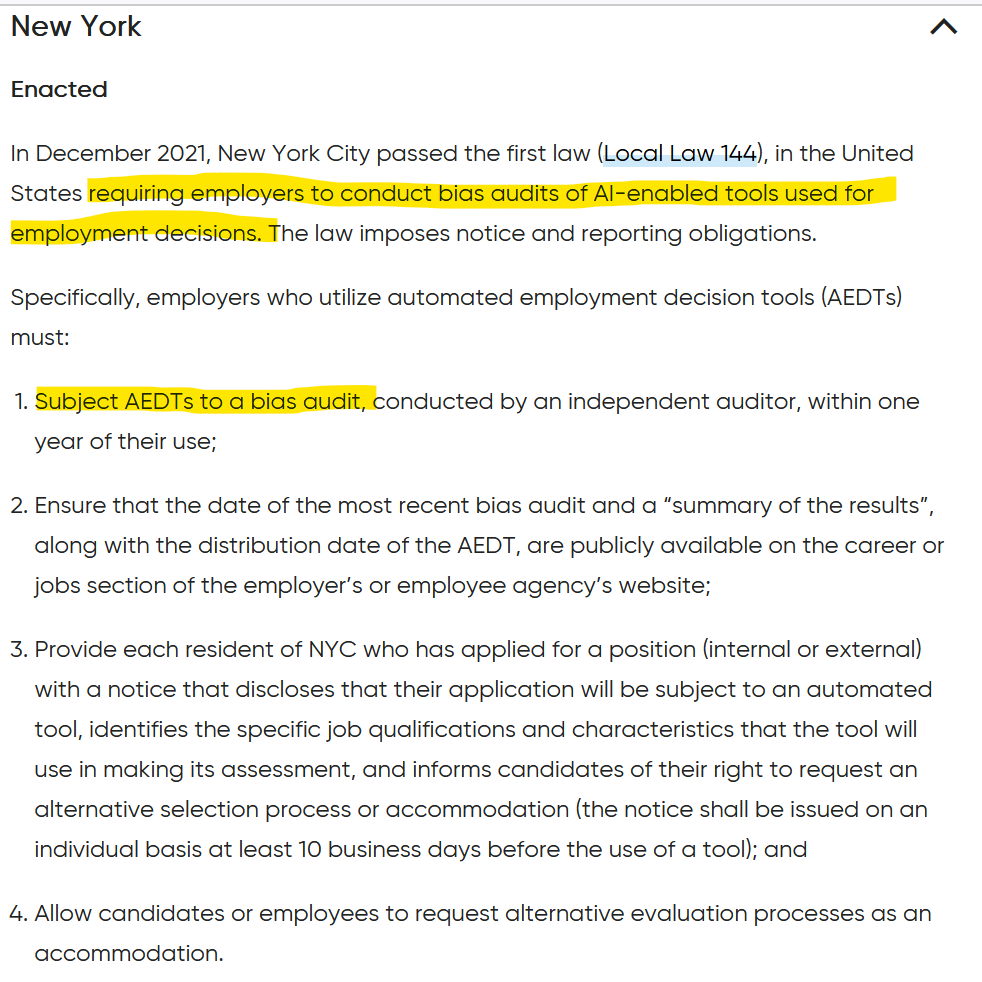 New York
Enacted
In December 2021, New York City passed the first law (Local Law 144), in the United
States requiring employers to conduct bias audits of AI-enabled tools used for
employment decisions. The law imposes notice and reporting obligations.
Specifically, employers who utilize automated employment decision tools (AEDTs)
must:
1. Subject AEDTs to a bias audit, conducted by an independent auditor, within one
year of their use;
2. Ensure that the date of the most recent bias audit and a “summary of the results”,
along with the distribution date of the AEDT, are publicly available on the career or
jobs section of the employer’s or employee agency’s website;
3. Provide each resident of NYC who has applied for a position (internal or external)
with a notice that discloses that their application will be subject to an automated
tool, identifies the specific job qualifications and characteristics that the tool will
use in making its assessment, and informs candidates of their right to request an
alternative selection process or accommodation (the notice shall be issued on an
individual basis at least 10 business days before the use of a tool); and
4. Allow candidates or employees to request alternative evaluation processes as an
accommodation.